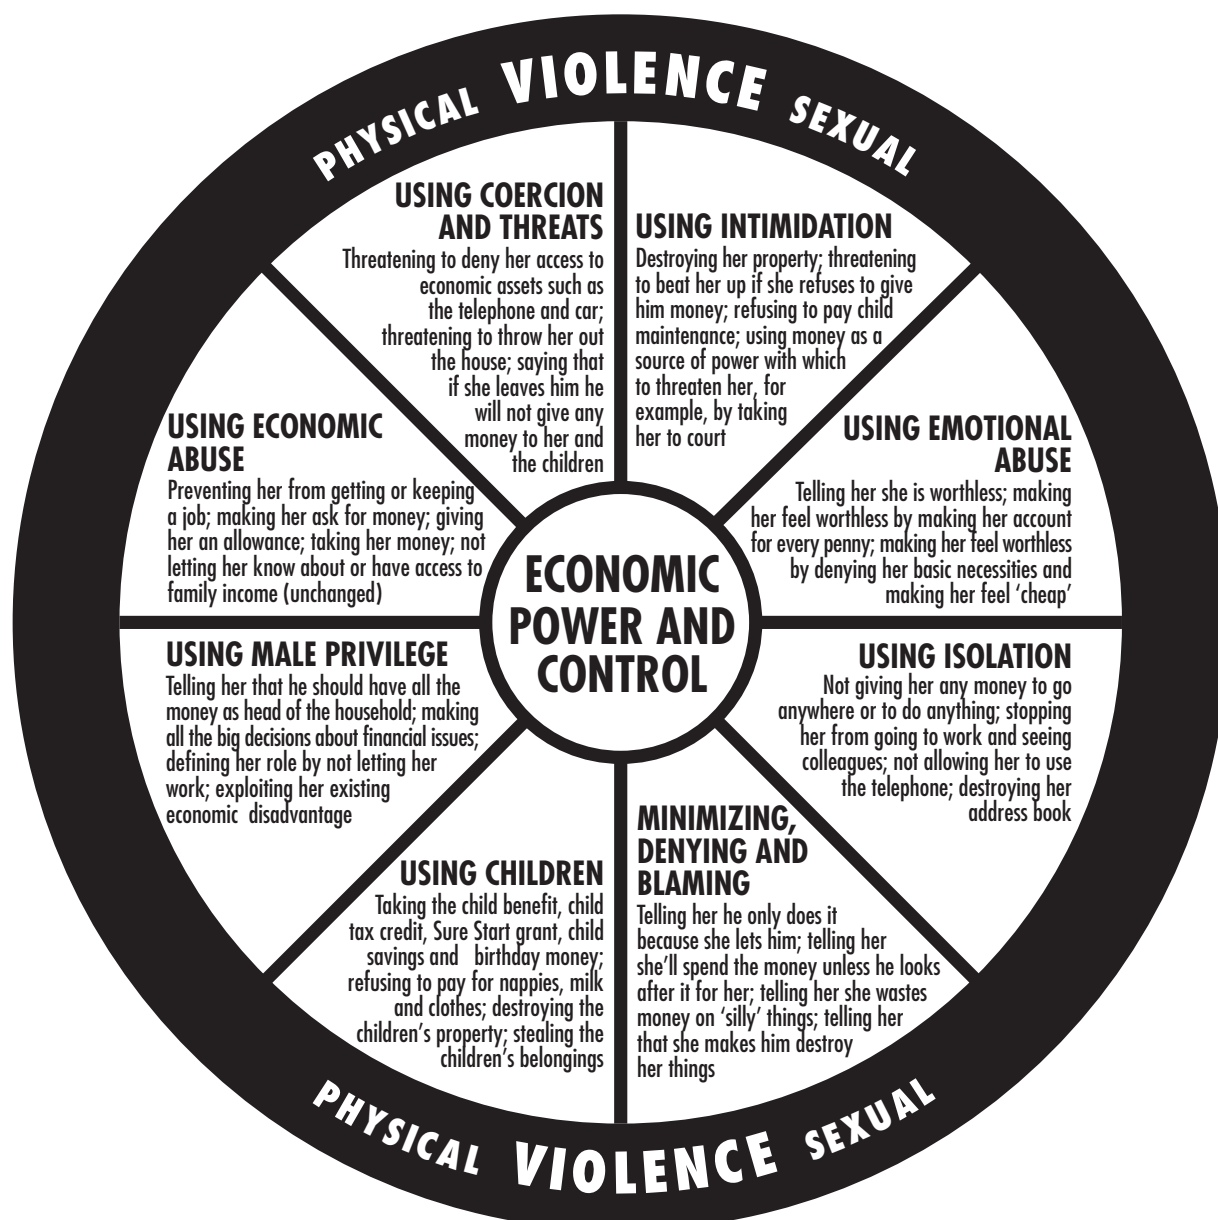 PHYSICAL VIOLENCE SEXUAL
USING COERCION
AND THREATS
Threatening to deny her access to
economic assets such as
the telephone and car;
threatening to throw her out
the house; saying that
if she leaves him he
will not give any
money to her and
the children
USING INTIMIDATION
Destroying her property; threatening
to beat her up if she refuses to give
him money; refusing to pay child
maintenance; using money as a
source of power with which
to threaten her, for
example, by taking
her to court
USING ECONOMIC
ABUSE
Preventing her from getting or keeping
a job; making her ask for money; giving
her an allowance; taking her money; not
letting her know about or have access to
family income (unchanged)
USING EMOTIONAL
ABUSE
Telling her she is worthless; making
her feel worthless by making her account
for every penny; making her feel worthless
by denying her basic necessities and
making her feel ‘cheap’
ECONOMIC
POWER AND
CONTROL
USING MALE PRIVILEGE
Telling her that he should have all the
money as head of the household; making
all the big decisions about financial issues;
defining her role by not letting her
work; exploiting her existing
economic disadvantage
USING ISOLATION
Not giving her any money to go
anywhere or to do anything; stopping
her from going to work and seeing
colleagues; not allowing her to use
the telephone; destroying her
address book
USING CHILDREN
Taking the child benefit, child
tax credit, Sure Start grant, child
savings and birthday money;
refusing to pay for nappies, milk
and clothes; destroying the
children’s property; stealing the
children’s belongings
MINIMIZING,
DENYING AND
BLAMING
Telling her he only does it
because she lets him; telling her
she’ll spend the money unless he looks
after it for her; telling her she wastes
money on ‘silly’ things; telling her
that she makes him destroy
her things
PHYSICAL VIOLENCE SEXUAL